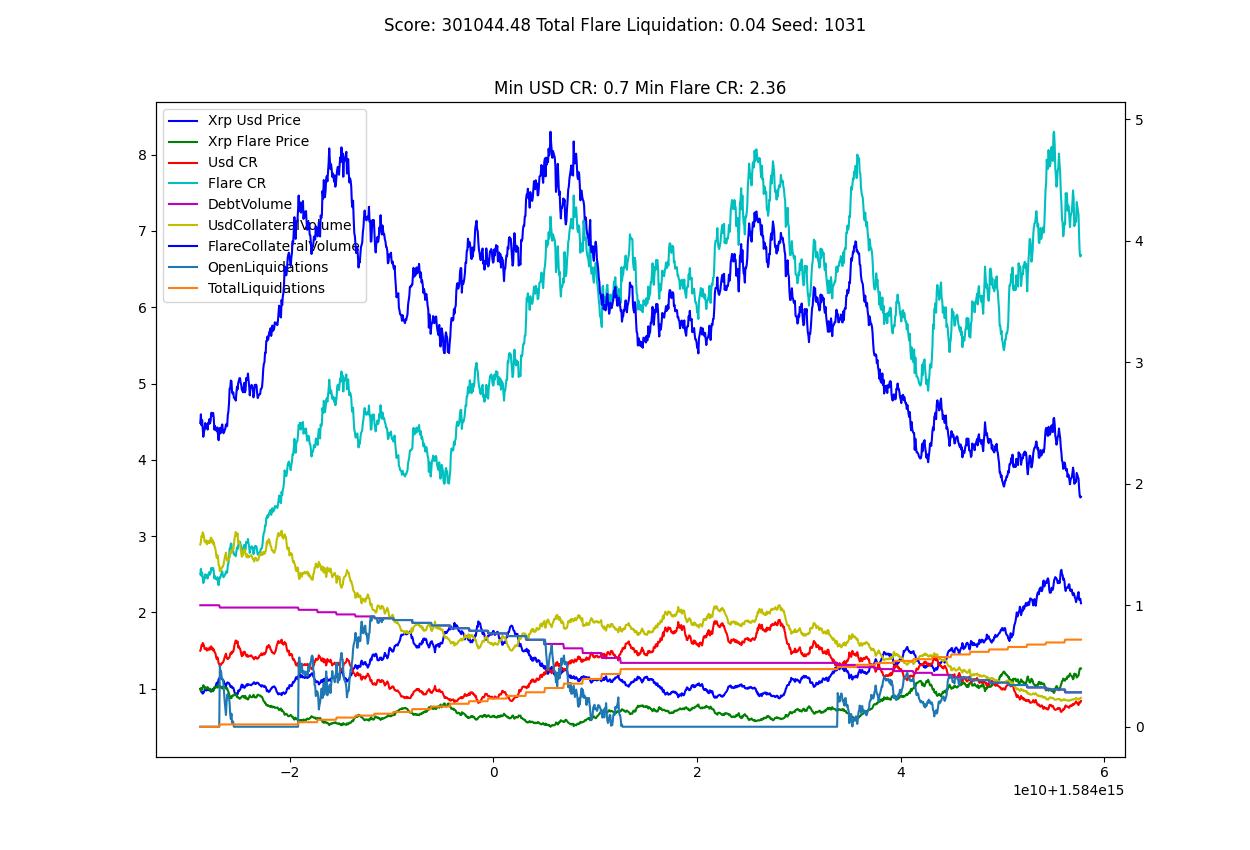 Score: 301044.48 Total Flare Liquidation: 0.04 Seed: 1031
Min USD CR: 0.7 Min Flare CR: 2.36
Xrp Usd Price
Xrp Flare Price
Usd CR
Flare CR
DebtVolume
UsdCollateralVolume
FlareCollateralVolume
OpenLiquidations
TotalLiquidations
8
7
6
5
4
3
2
1
5
4
3
2
1
0
−2
0
2
4
6
1e10+1.584e15